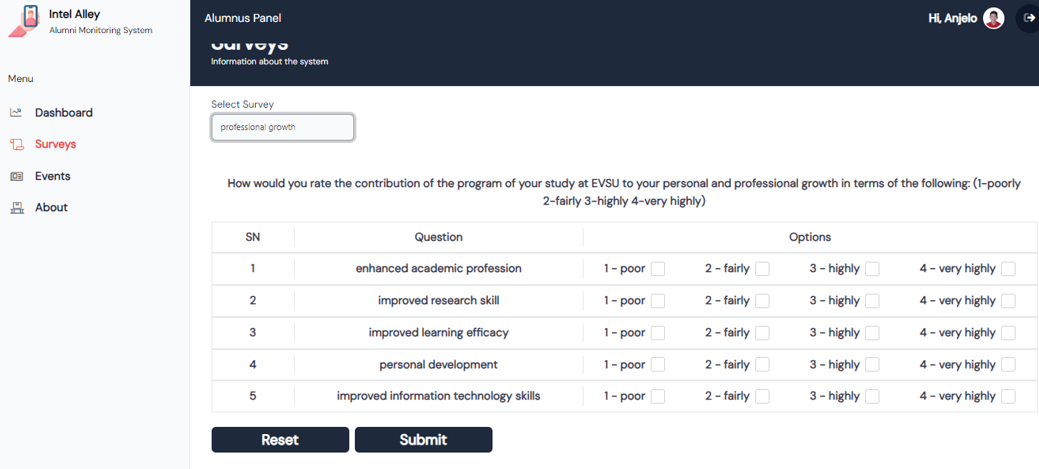 Intel Alley
Alumni Monitoring System
Menu
Dashboard
Surveys
Events
About
Alumnus Panel
Hi, Anjelo
Surveys
Information about the system
Select Survey
professional growth
How would you rate the contribution of the program of your study at EVSU to your personal and professional growth in terms of the following: (1-poorly
2-fairly 3-highly 4-very highly)
SN Question Options
1 enhanced academic profession 1 - poor 2 - fairly 3 - highly 4 - very highly
2 improved research skill 1 - poor 2 - fairly 3 - highly 4 - very highly
3 improved learning efficacy 1 - poor 2 - fairly 3 - highly 4 - very highly
4 personal development 1 - poor 2 - fairly 3 - highly 4 - very highly
5 improved information technology skills 1 - poor 2 - fairly 3 - highly 4 - very highly
Reset Submit